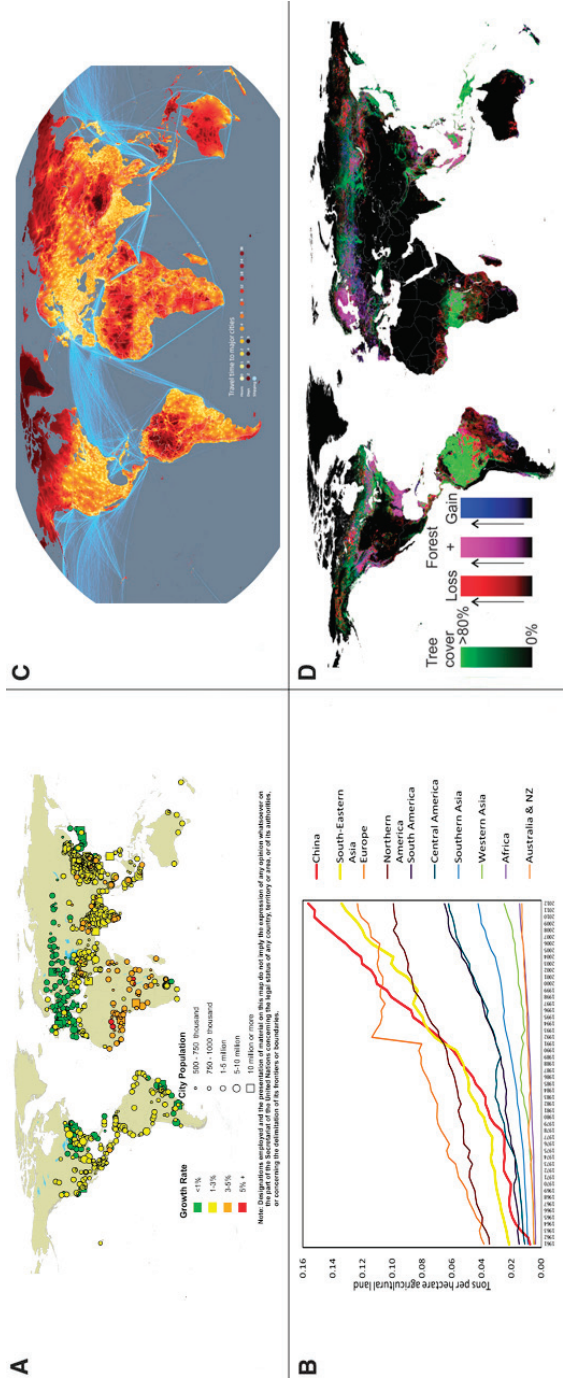 A
Growth Rate
<1%
1-3%
3-5%
5% +
City Population
500 - 750 thousand
750 - 1000 thousand
1-5 million
5-10 million
10 million or more
Note: Designations employed and the presentation of material on this map do not imply the expression of any opinion whatsoever on
the part of the Secretariat of the United Nations concerning the legal status of any country, territory or area, or of its authorities,
or concerning the delimitation of its frontiers or boundaries.
B
Tons per hectare agricultural land
0.16
0.14
0.12
0.10
0.08
0.06
0.04
0.02
0.00
China
South-Eastern
Asia
Europe
Northern
America
South America
Central America
Southern Asia
Western Asia
Africa
Australia & NZ
C
Travel time to major cities
D
Tree
cover
>80%
0%
Forest
Loss + Gain